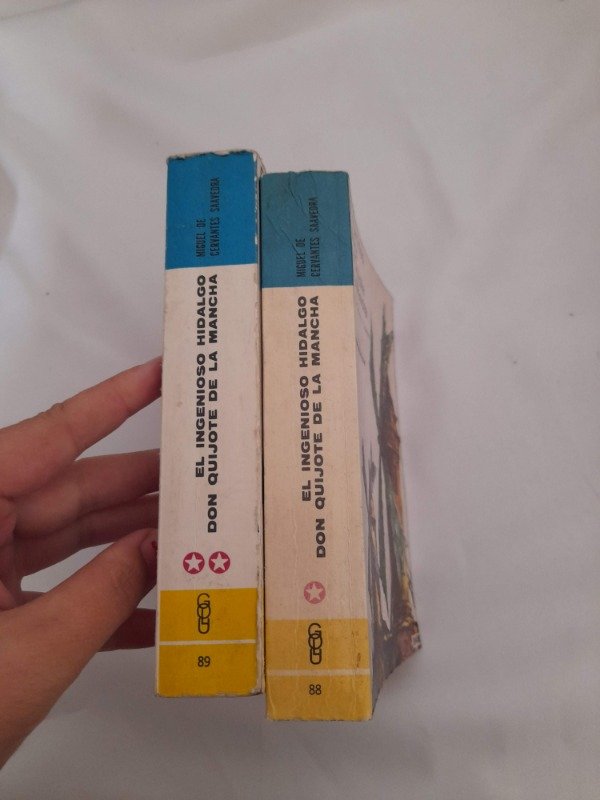 MIGUEL DE
CERVANTES SAAVEDRA
EL INGENIOSO HIDALGO
DON QUIJOTE DE LA MANCHA
89
MIGUEL DE
CERVANTES SAAVEDRA
EL INGENIOSO HIDALGO
DON QUIJOTE DE LA MANCHA
88